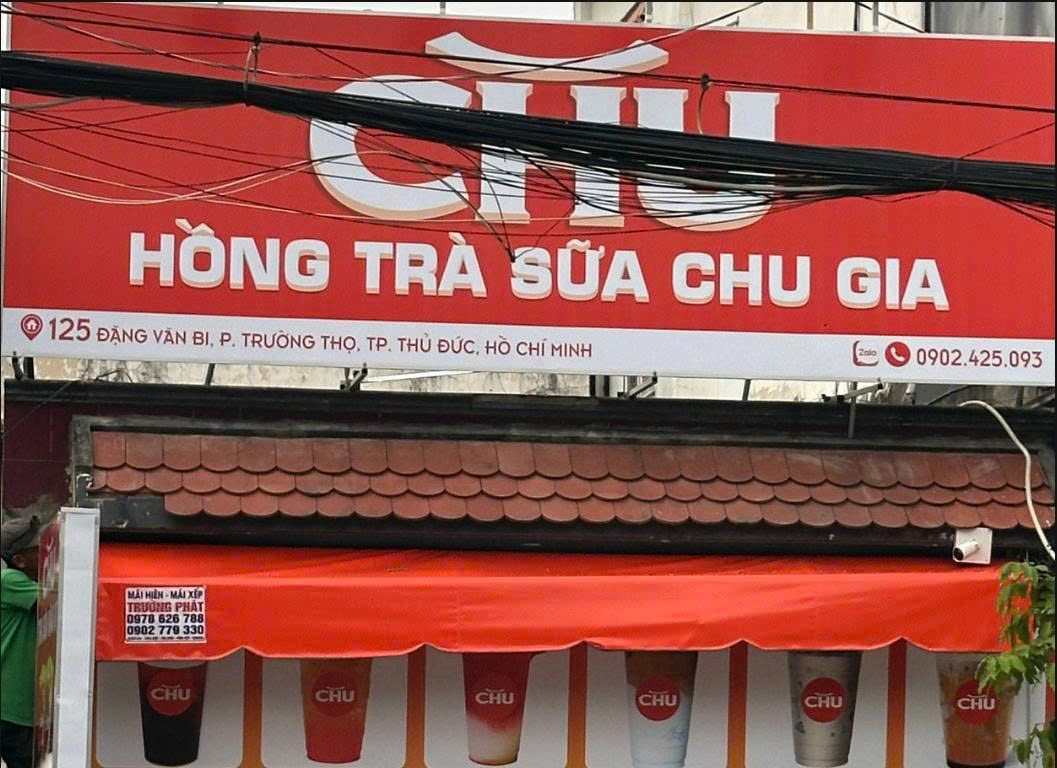 CHU
HỒNG TRÀ SỮA CHU GIA
125 ĐẶNG VĂN BI, P. TRƯỜNG THỌ, TP. THỦ ĐỨC, HỒ CHÍ MINH
Zalo 0902.425.093
MÁI HIÊN - MÁI XẾP
TRƯỜNG PHÁT
0978 626 788
0902 779 330
CHU CHU CHU CHU CHU CHU